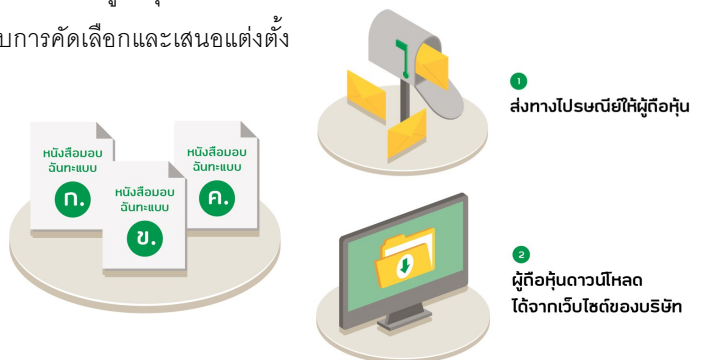 บการคัดเลือกและเสนอแต่งตั้ง
หนังสือมอบ
ฉันทะแบบ
ก.
หนังสือมอบ
ฉันทะแบบ
ข.
หนังสือมอบ
ฉันทะแบบ
ค.
1
ส่งทางไปรษณีย์ให้ผู้ถือหุ้น
2
ผู้ถือหุ้นดาวน์โหลด
ได้จากเว็บไซต์ของบริษัท